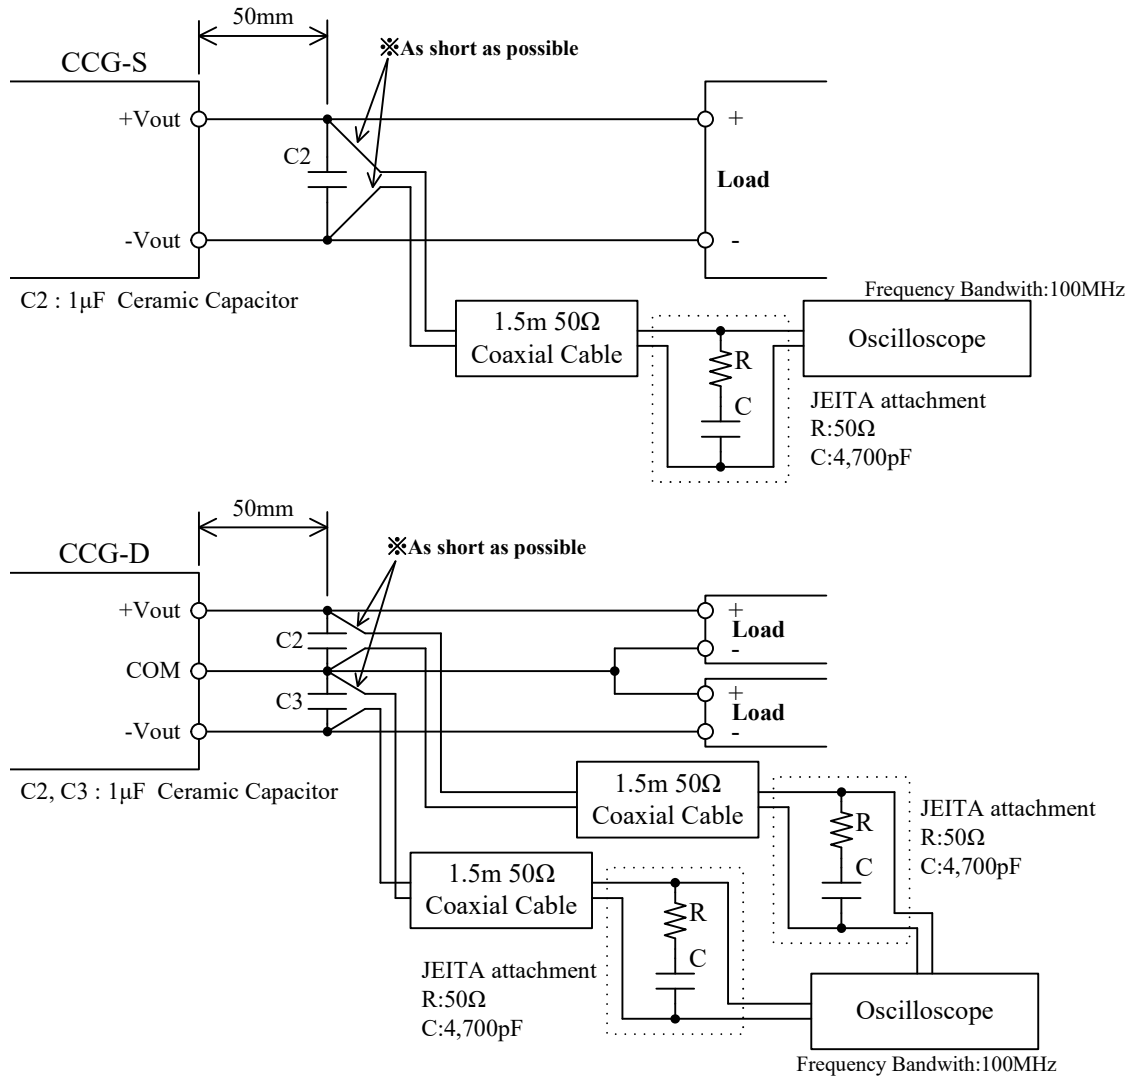 50mm
※As short as possible
CCG-S
+Vout
+
C2
Load
-Vout
-
C2 : 1μF  Ceramic Capacitor
Frequency Bandwith:100MHz
1.5m 50Ω
Coaxial Cable
R
C
Oscilloscope
JEITA attachment
R:50Ω
C:4,700pF
50mm
※As short as possible
CCG-D
+Vout
+
Load
-
C2
COM
C3
+
Load
-
-Vout
C2, C3 : 1μF  Ceramic Capacitor
1.5m 50Ω
Coaxial Cable
R
C
JEITA attachment
R:50Ω
C:4,700pF
1.5m 50Ω
Coaxial Cable
R
C
JEITA attachment
R:50Ω
C:4,700pF
Oscilloscope
Frequency Bandwith:100MHz